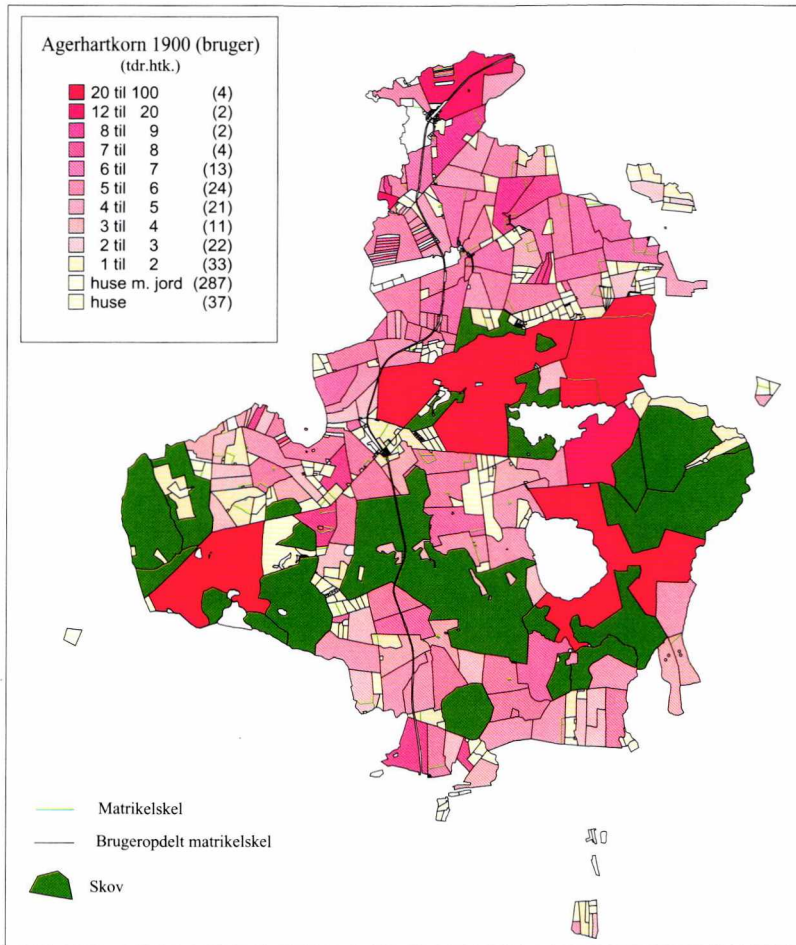 Agerhartkorn 1900 (bruger)
(tdr.htk.)
20 til 100 (4)
12 til 20 (2)
8 til 9 (2)
7 til 8 (4)
6 til 7 (13)
5 til 6 (24)
4 til 5 (21)
3 til 4 (11)
2 til 3 (22)
1 til 2 (33)
huse m. jord (287)
huse (37)
Matrikelskel
Brugeropdelt matrikelskel
Skov